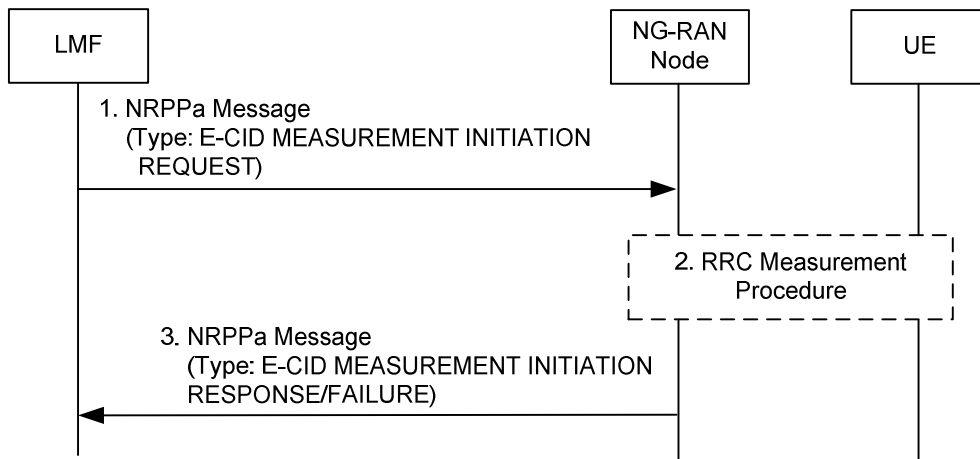 LMF
NG-RAN
Node
UE
1. NRPPa Message
(Type: E-CID MEASUREMENT INITIATION
REQUEST)
2. RRC Measurement
Procedure
3. NRPPa Message
(Type: E-CID MEASUREMENT INITIATION
RESPONSE/FAILURE)